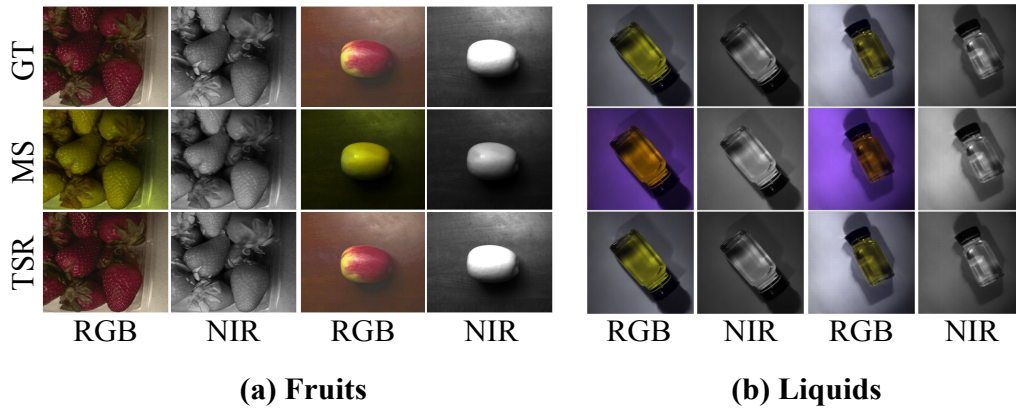 GT
MS
TSR
RGB NIR RGB NIR RGB NIR RGB NIR
(a) Fruits (b) Liquids